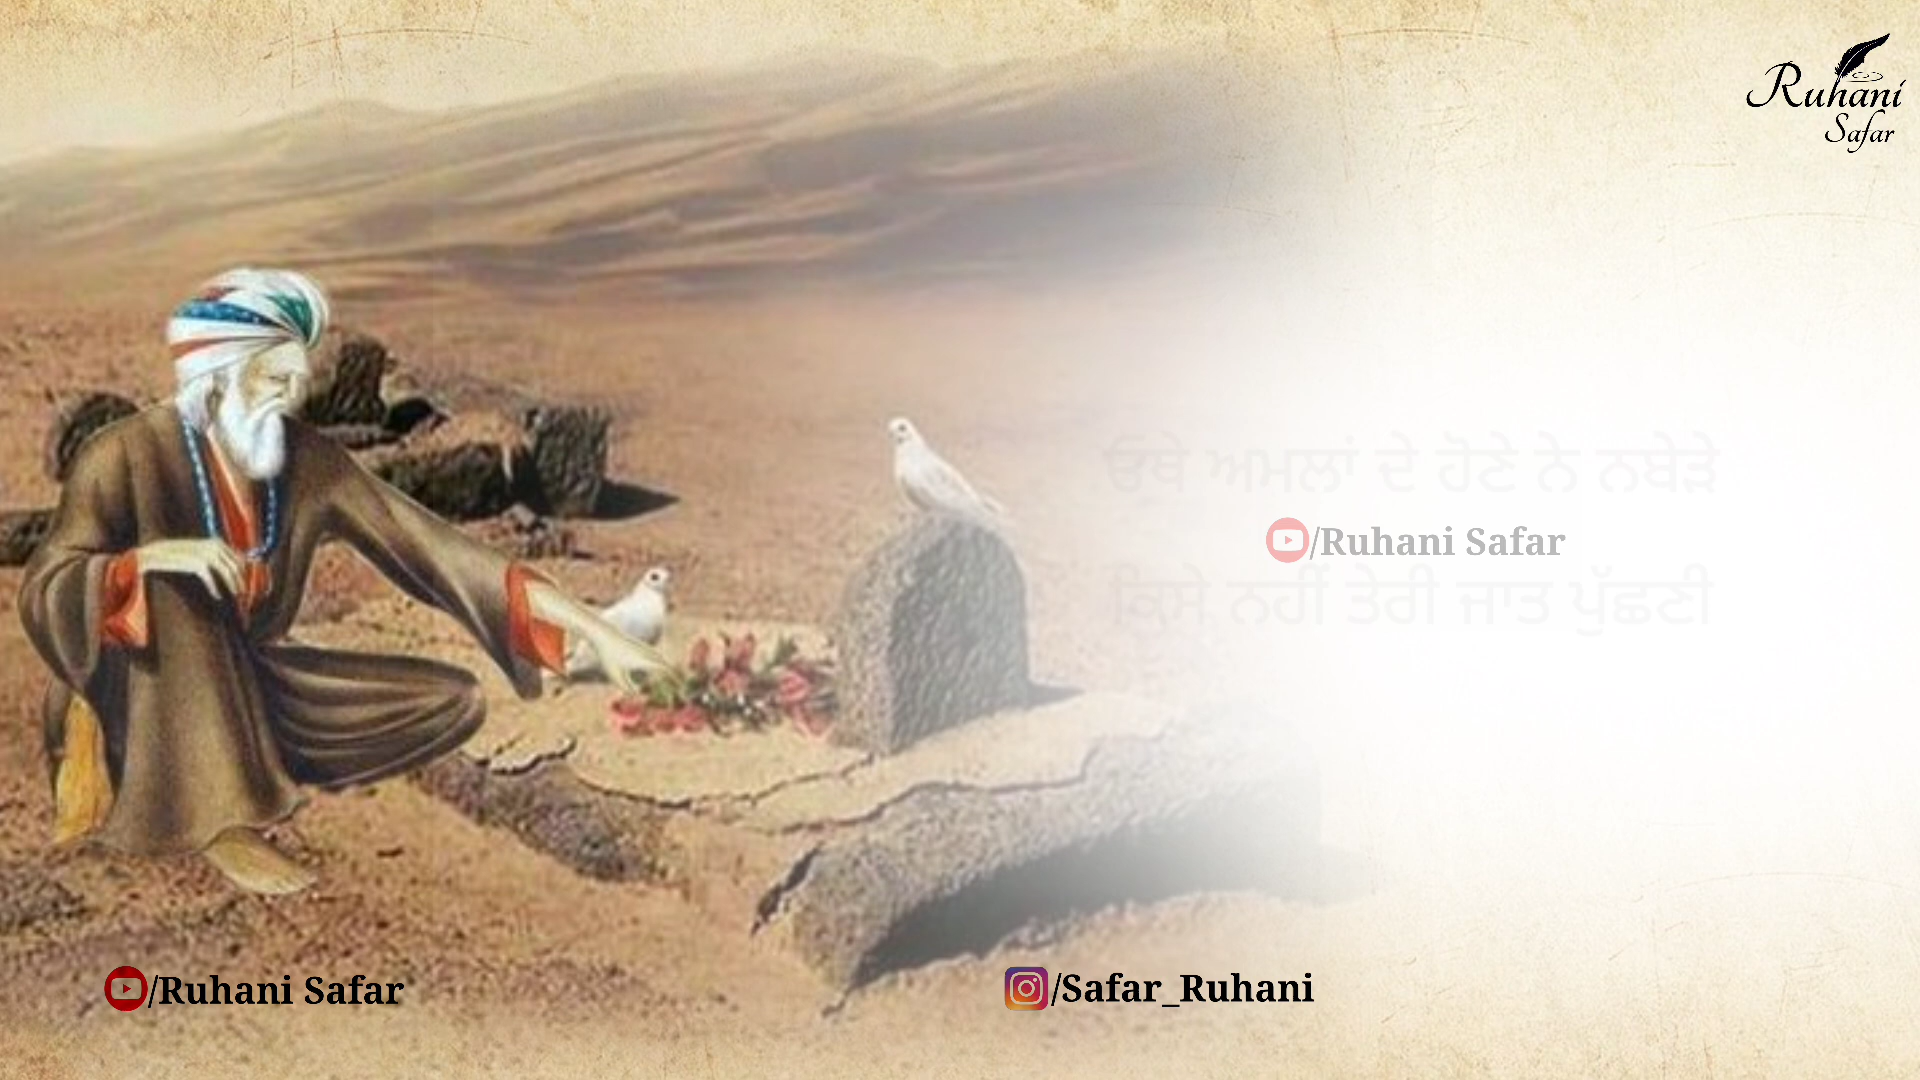 Ruhani
Safar
ਓਥੇ ਅਮਲਾਂ ਦੇ ਹੋਣੇ ਨੇ ਨਬੇੜੇ
/Ruhani Safar
ਕਿਸੇ ਨਹੀਂ ਤੇਰੀ ਜਾਤ ਪੁੱਛਣੀ
/Ruhani Safar
/Safar_Ruhani